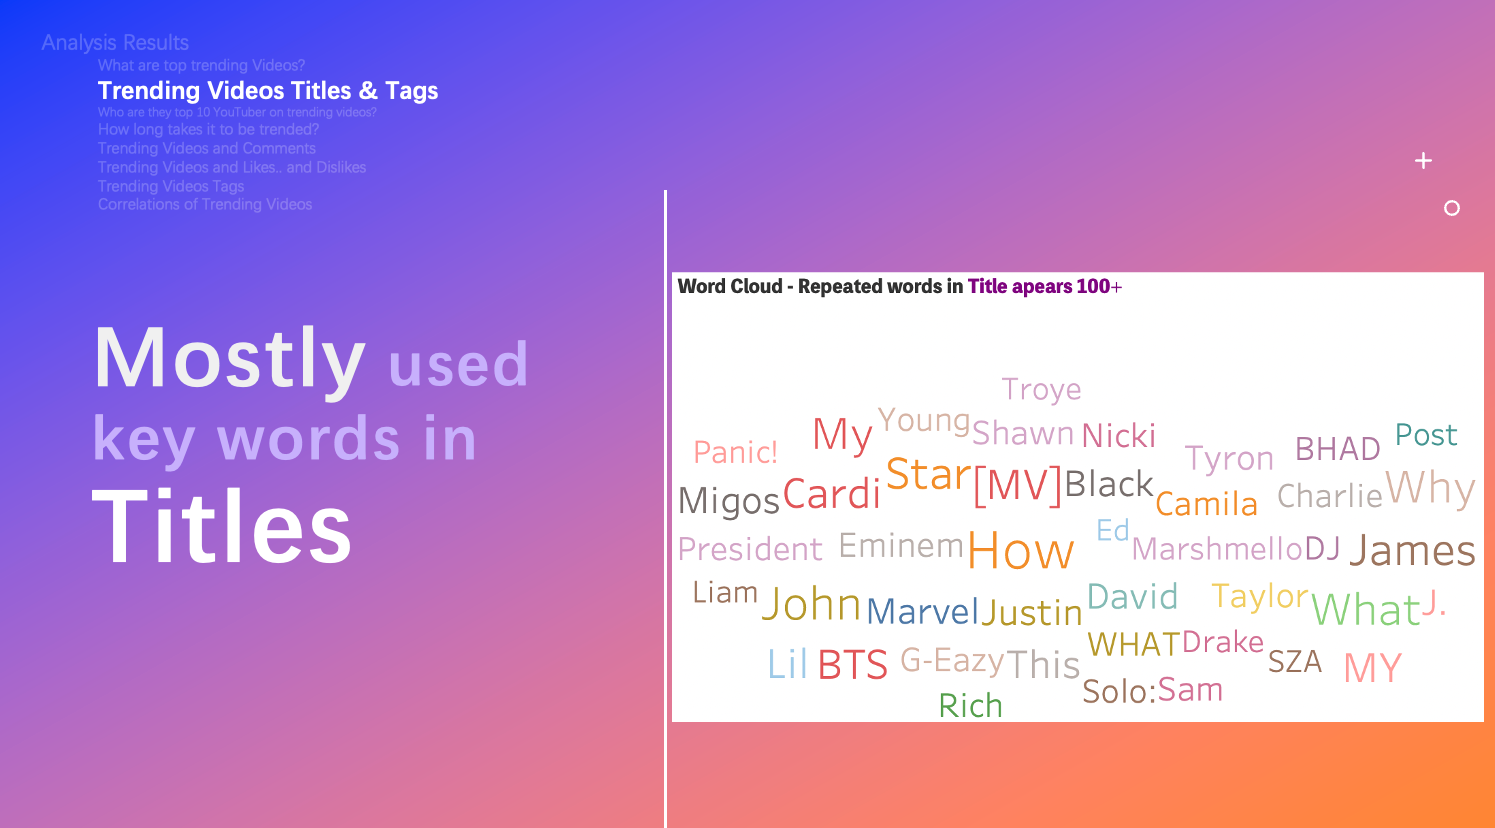 Analysis Results
What are top trending Videos?
Trending Videos Titles & Tags
Who are they top 10 YouTuber on trending videos?
How long takes it to be trended?
Trending Videos and Comments
Trending Videos and Likes.. and Dislikes
Trending Videos Tags
Correlations of Trending Videos
Mostly used
key words in
Titles
Word Cloud - Repeated words in Title apears 100+
Troye
Panic! My Young Shawn Nicki Tyron BHAD Post
Migos Cardi Star [MV] Black Camila Charlie Why
President Eminem How Ed Marshmello DJ James
Liam John Marvel Justin David Taylor What J.
Lil BTS G-Eazy This WHAT Drake SZA MY
Rich Solo: Sam